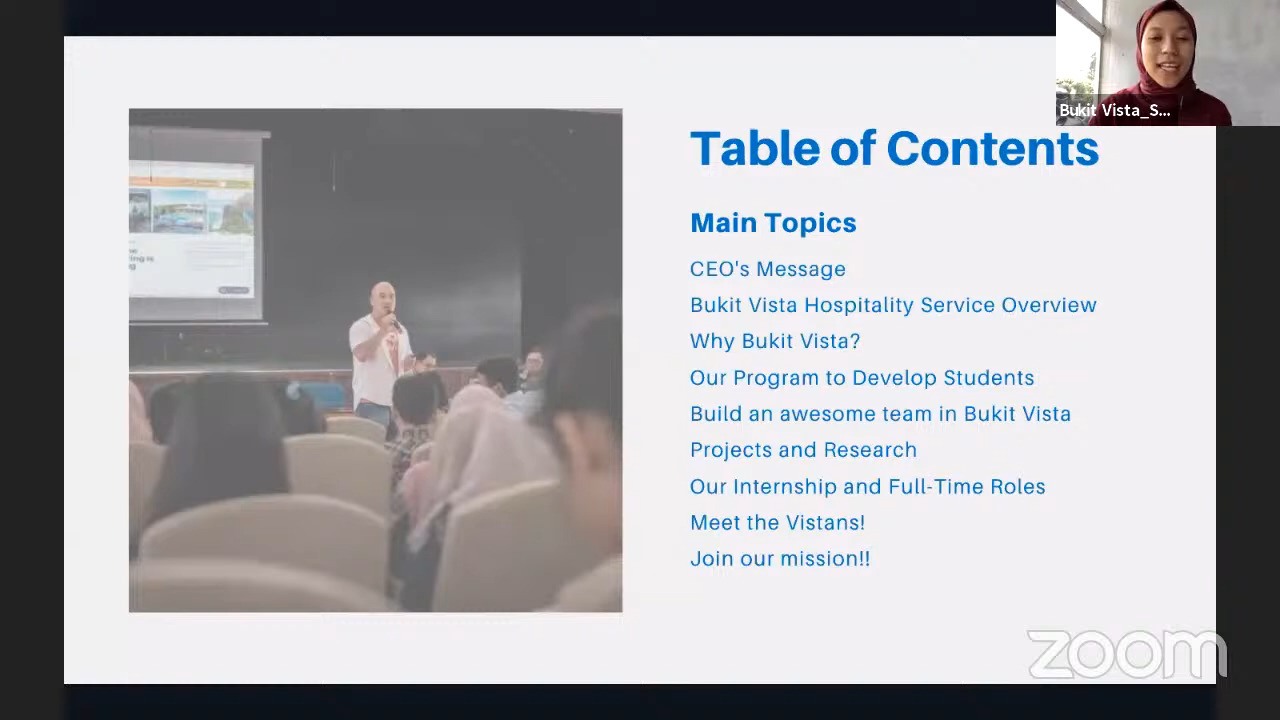 Bukit Vista_S...
Table of Contents
Main Topics
CEO's Message
Bukit Vista Hospitality Service Overview
Why Bukit Vista?
Our Program to Develop Students
Build an awesome team in Bukit Vista
Projects and Research
Our Internship and Full-Time Roles
Meet the Vistans!
Join our mission!!
zoom